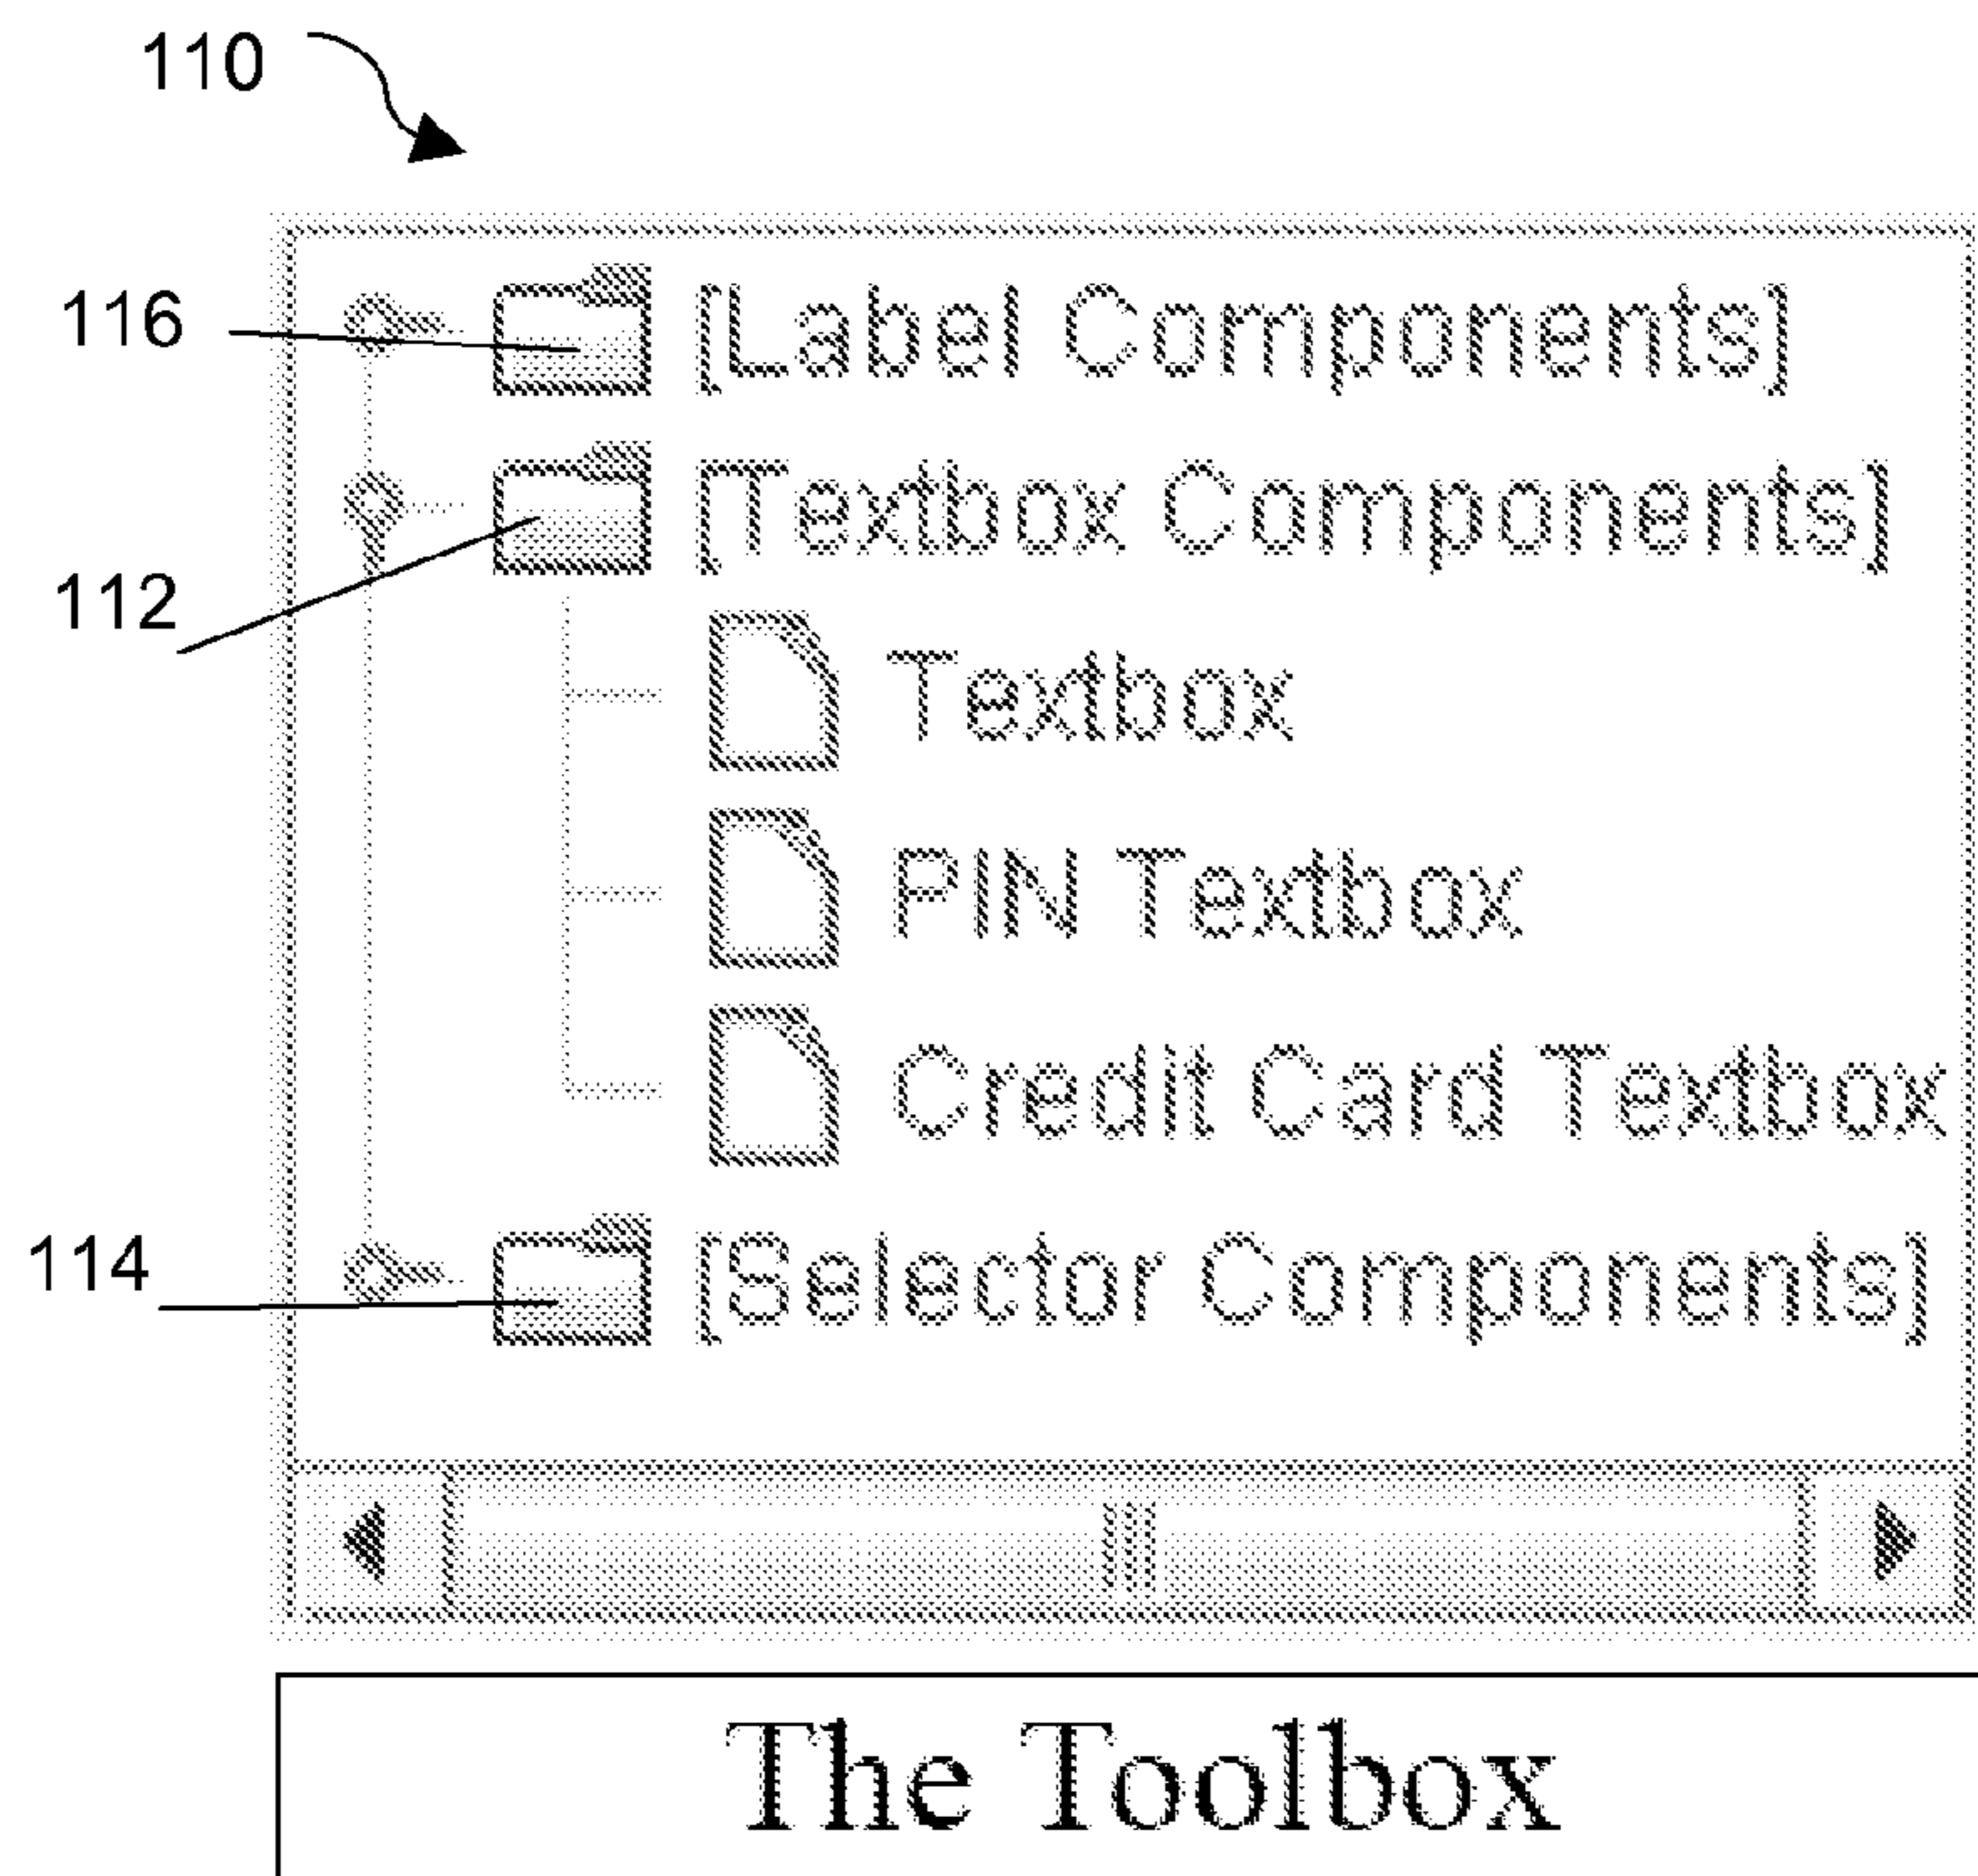 110
116 [Label Components]
[Textbox Components]
112
Textbox
PIN Textbox
Credit Card Textbox
114 [Selector Components]
The Toolbox